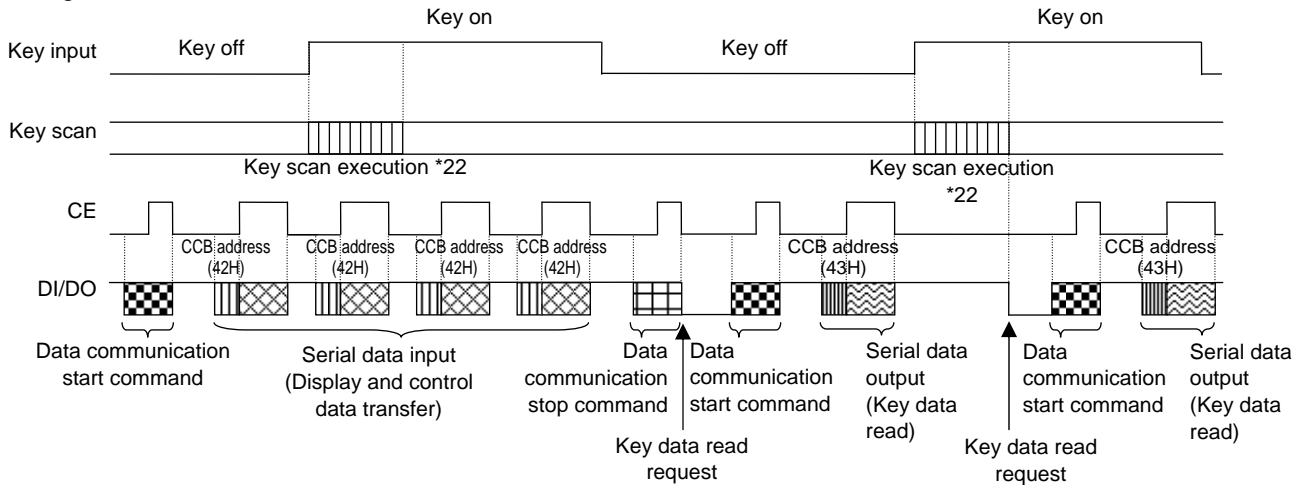 Key on
Key on
Key input
Key off
Key off
Key scan
Key scan execution *22
Key scan execution
*22
CE
CCB address
(42H)
CCB address
(42H)
CCB address
(42H)
CCB address
(42H)
CCB address
(43H)
CCB address
(43H)
DI/DO
Data communication
start command
Serial data input
(Display and control
data transfer)
Data
communication
stop command
Data
communication
start command
Serial data
output
(Key data
read)
Data
communication
start command
Serial data
output
(Key data
read)
Key data read
request
Key data read
request